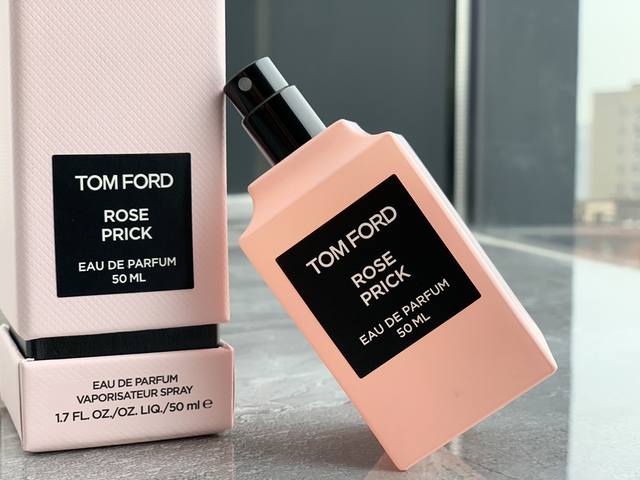 TOM FORD
ROSE
PRICK
EAU DE PARFUM
50 ML
EAU DE PARFUM
VAPORISATEUR SPRAY
1.7 FL. OZ./OZ. LIQ./50 ml ℮
TOM FORD
ROSE
PRICK
EAU DE PARFUM
50 ML